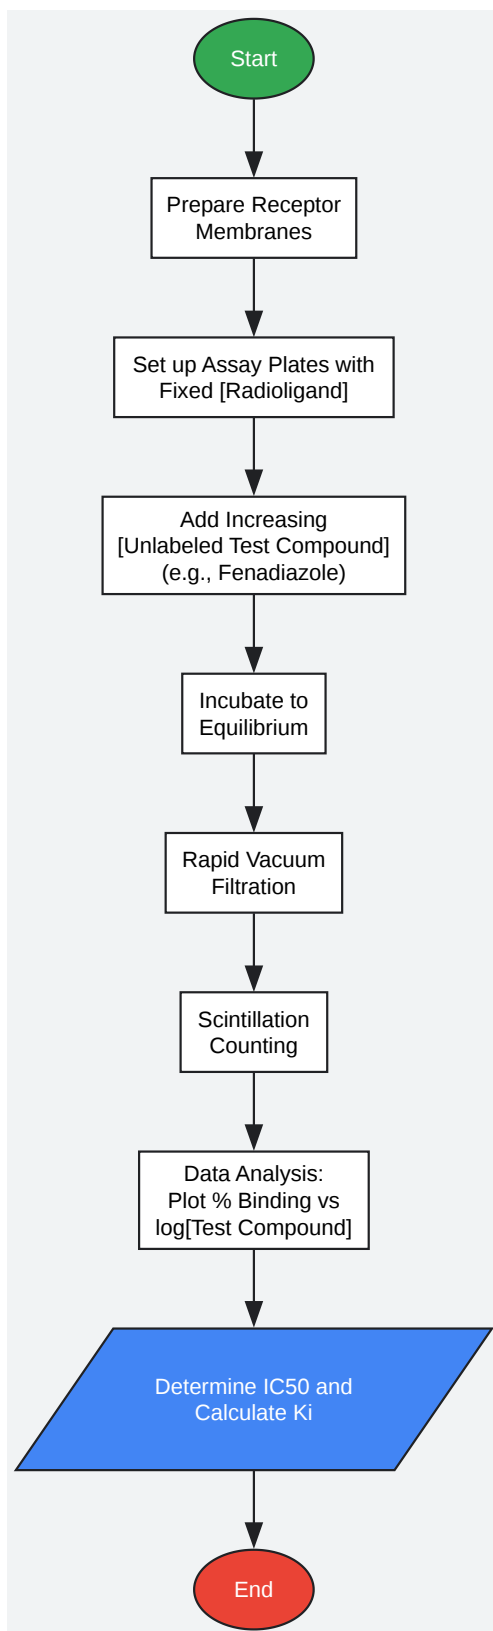 Start
Prepare Receptor
Membranes
Set up Assay Plates with
Fixed [Radioligand]
Add Increasing
[Unlabeled Test Compound]
(e.g., Fenadiazole)
Incubate to
Equilibrium
Rapid Vacuum
Filtration
Scintillation
Counting
Data Analysis:
Plot % Binding vs
log[Test Compound]
Determine IC50 and
Calculate Ki
End